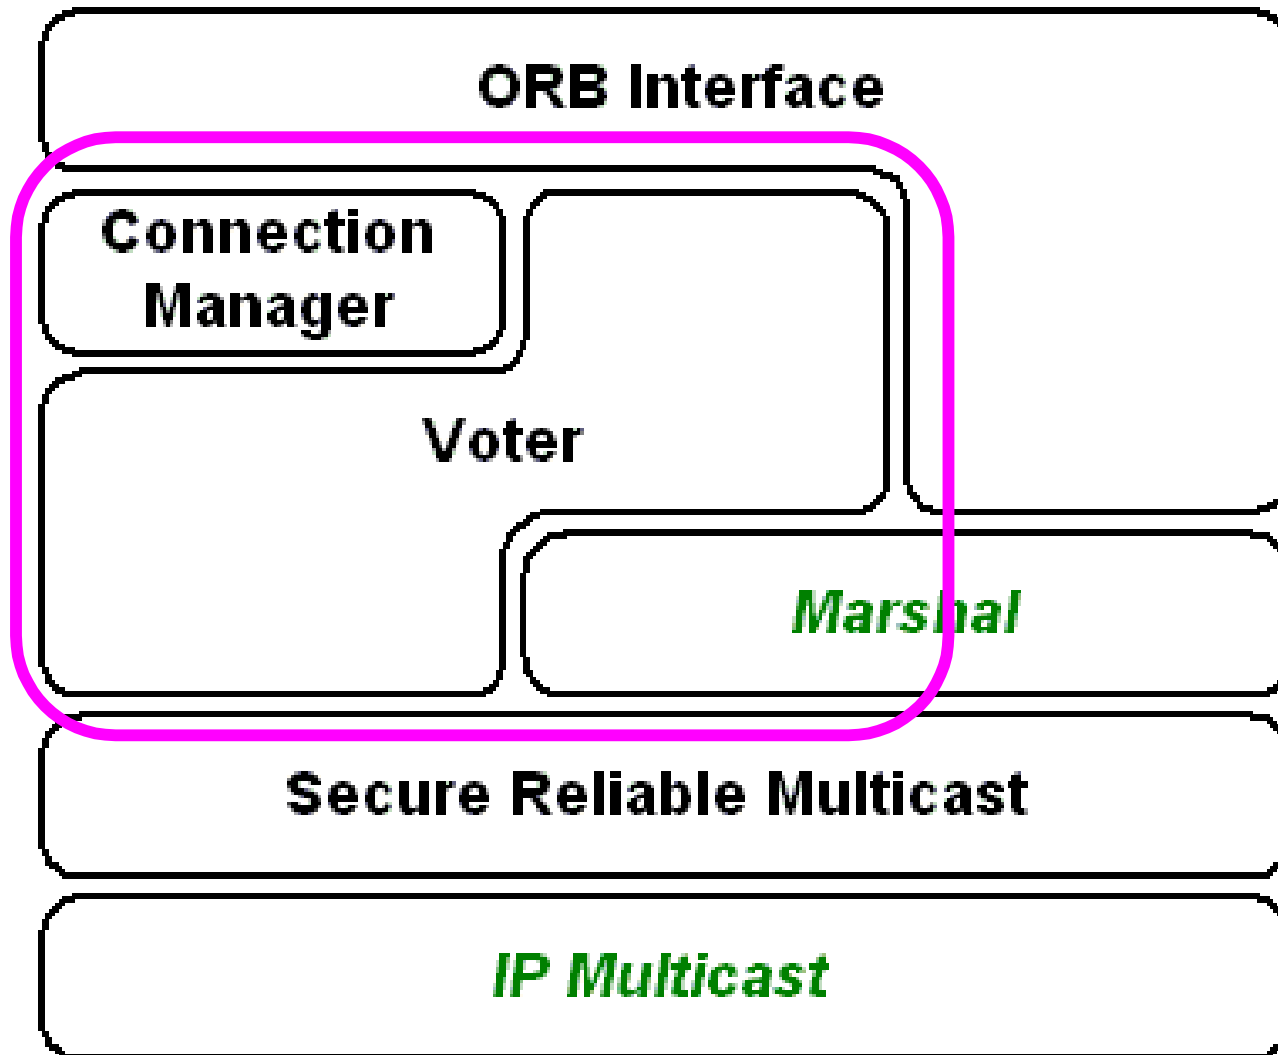 ORB Interface
Connection
Manager
Voter
Marshal
Secure Reliable Multicast
IP Multicast